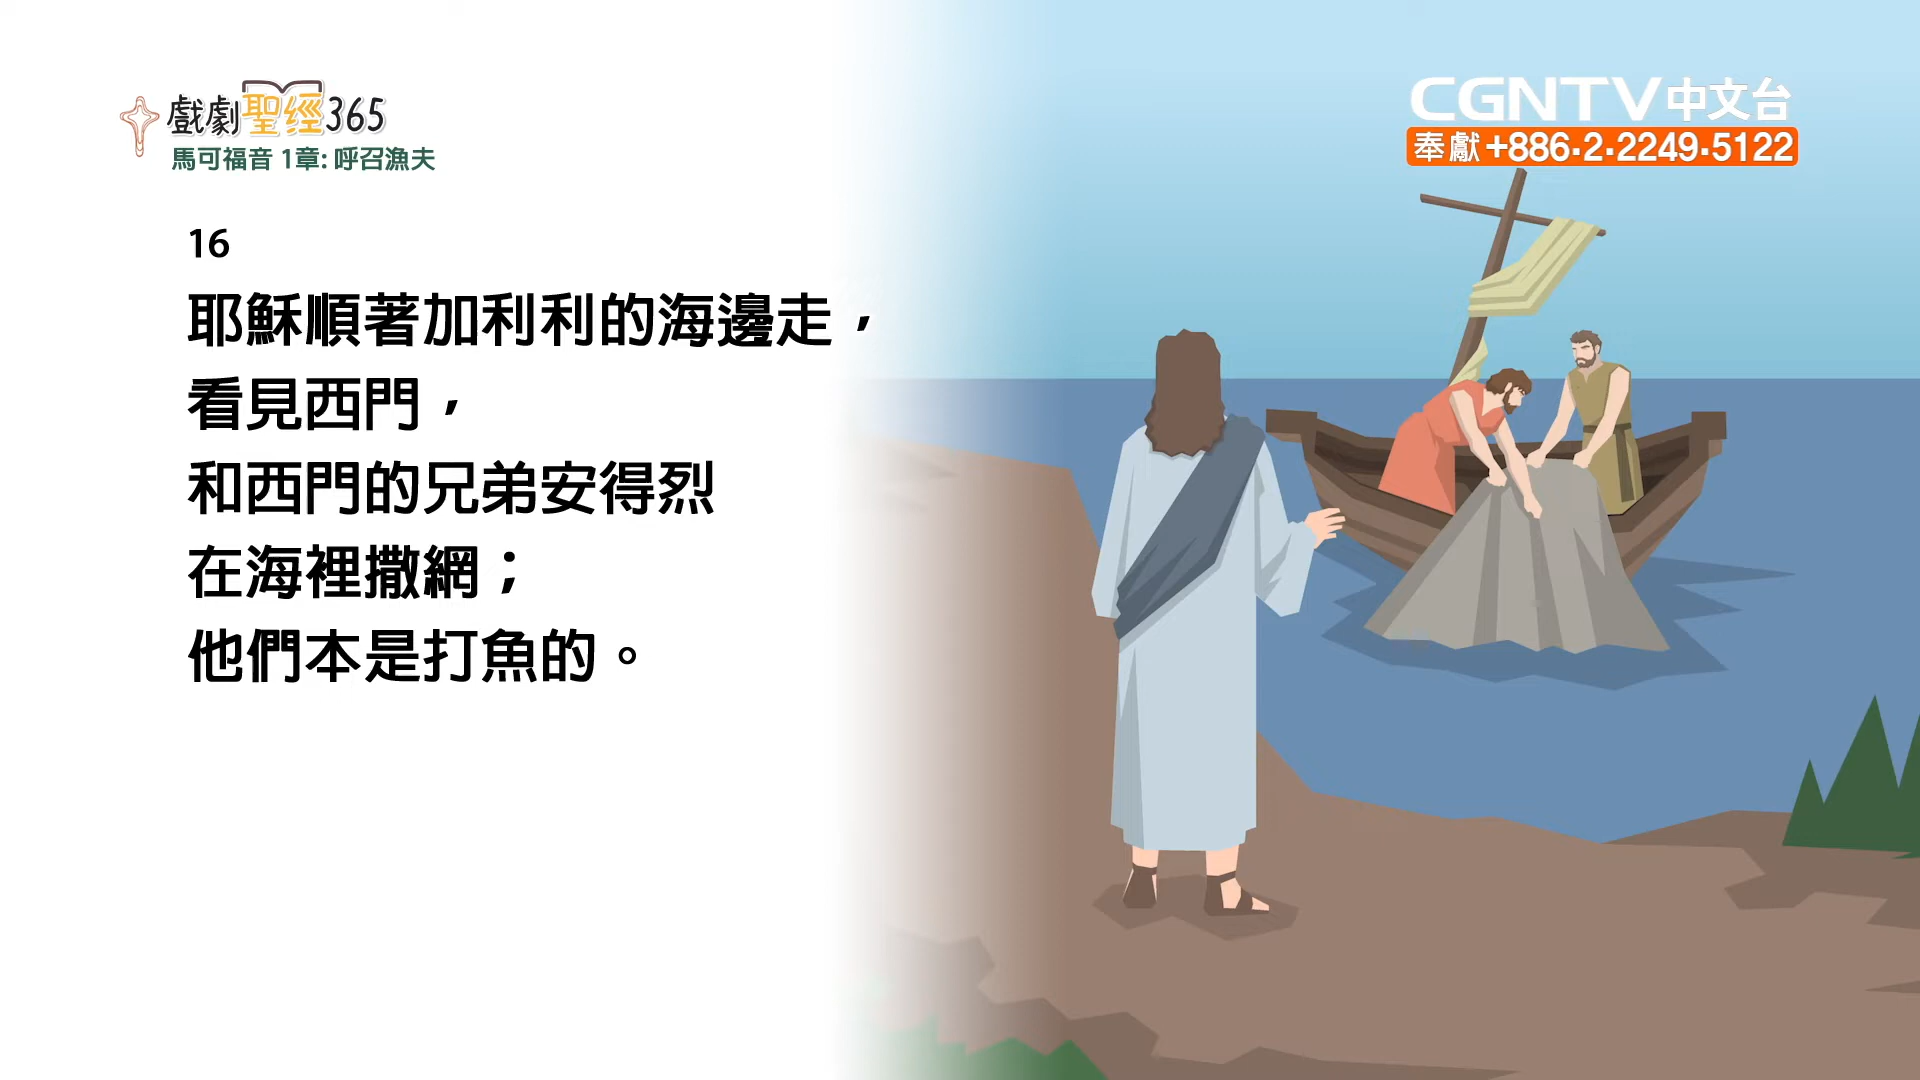 戲劇聖經365
馬可福音 1章: 呼召漁夫
CGNTV中文台
奉獻 +886·2·2249·5122
16
耶穌順著加利利的海邊走，
看見西門，
和西門的兄弟安得烈
在海裡撒網；
他們本是打魚的。